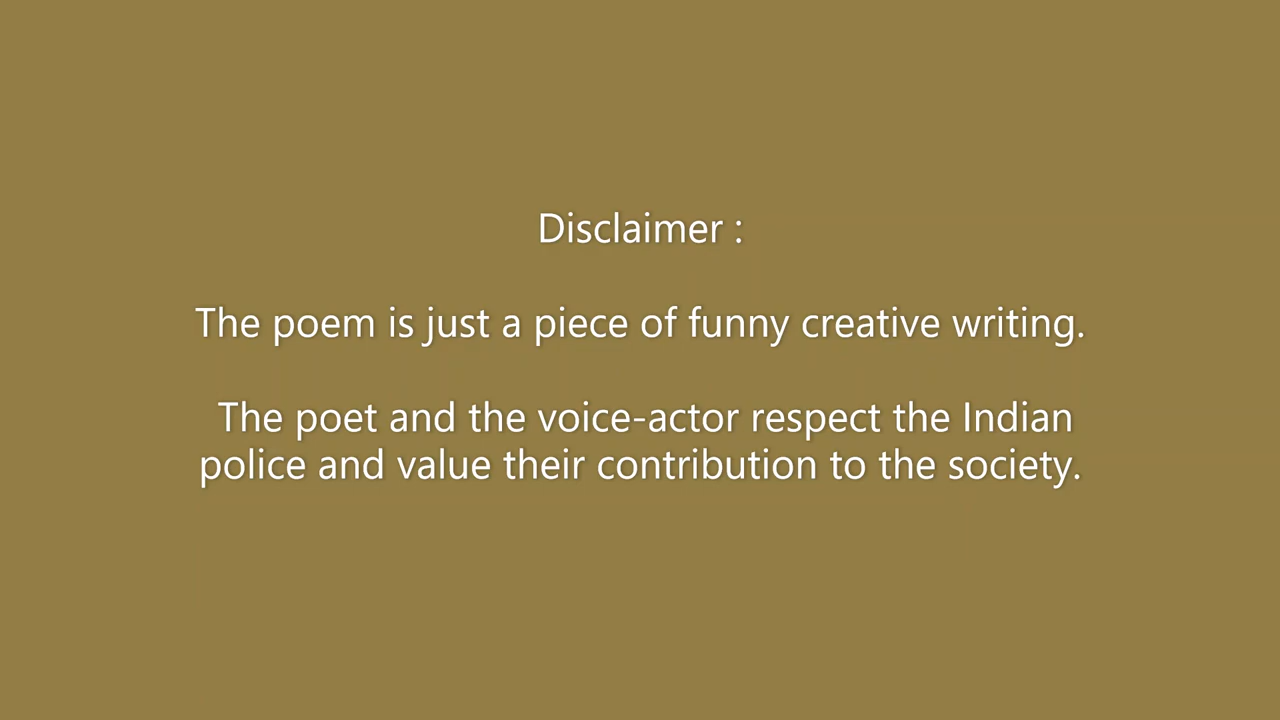 Disclaimer :
The poem is just a piece of funny creative writing.
The poet and the voice-actor respect the Indian
police and value their contribution to the society.